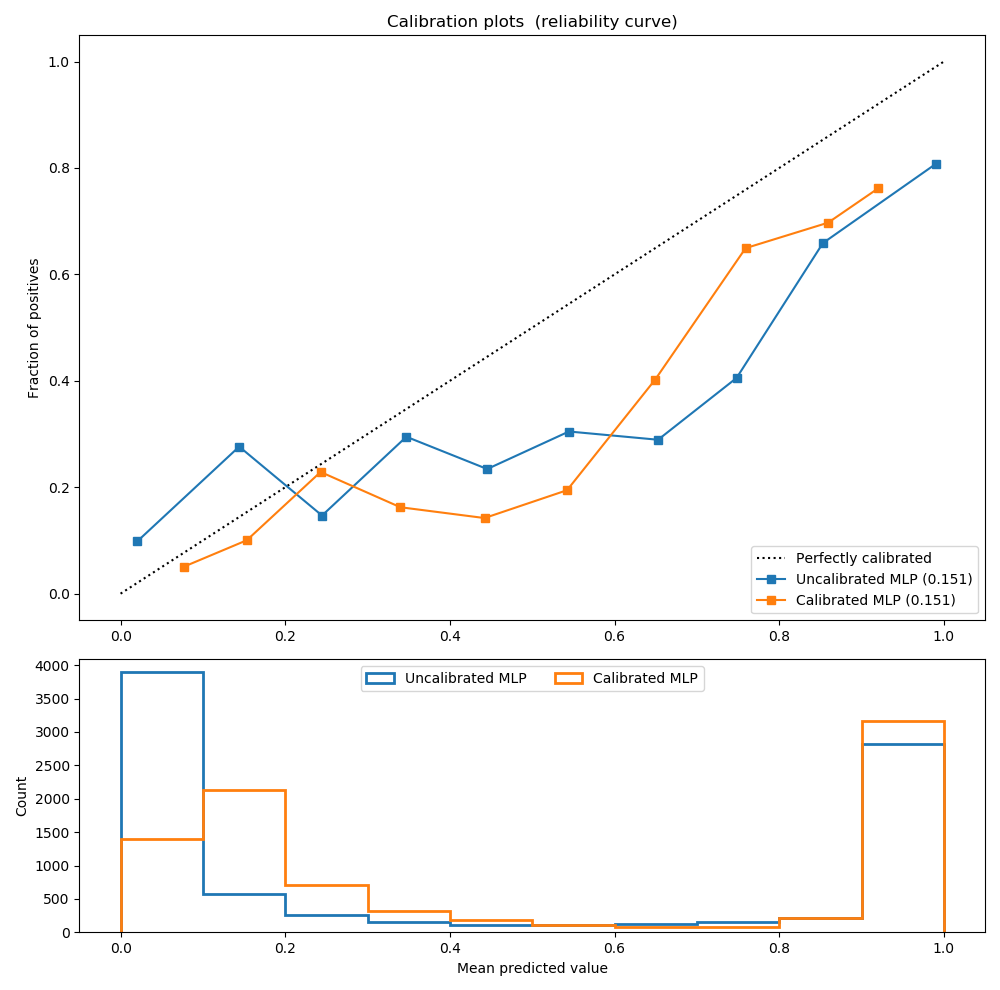 Calibration plots  (reliability curve)
1.0
0.8
0.6
0.4
0.2
0.0
Fraction of positives
Perfectly calibrated
Uncalibrated MLP (0.151)
Calibrated MLP (0.151)
0.0 0.2 0.4 0.6 0.8 1.0
Uncalibrated MLP Calibrated MLP
4000
3500
3000
2500
2000
1500
1000
500
0
Count
0.0 0.2 0.4 0.6 0.8 1.0
Mean predicted value